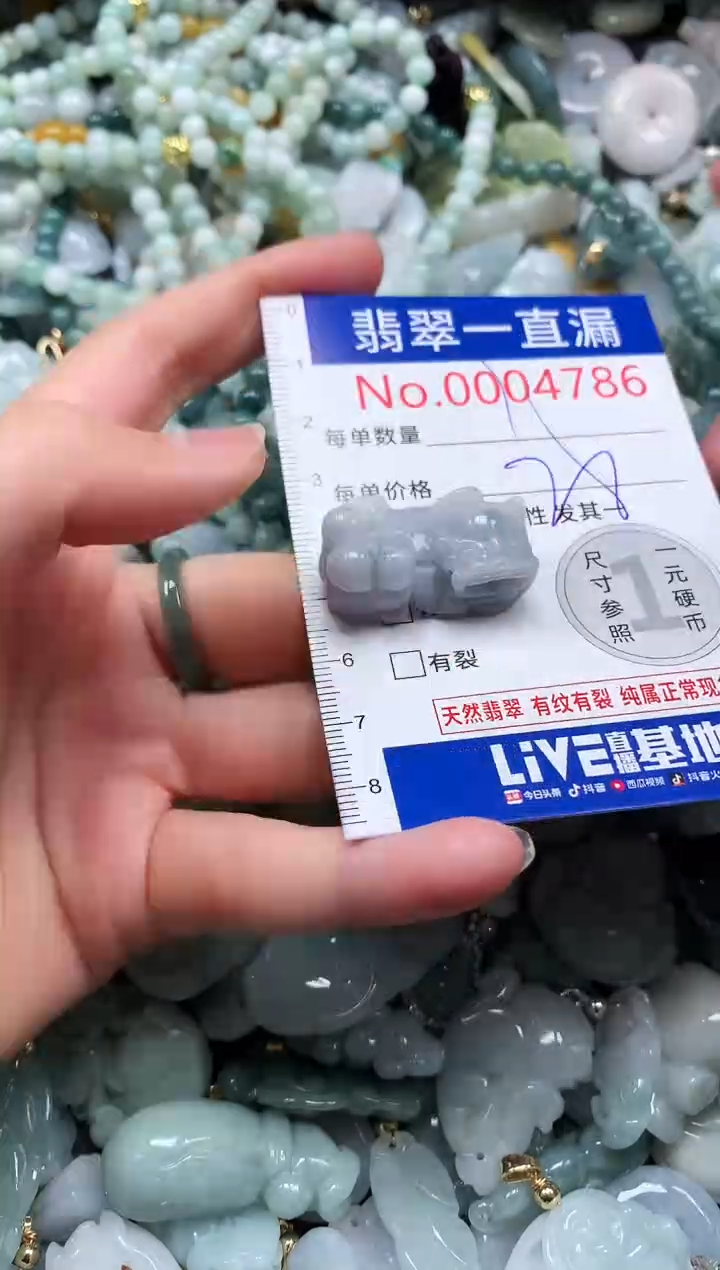 翡翠一直漏
No.0004786
每单数量
每单价格
性发其一
尺寸参照
1
一元硬币
有裂
天然翡翠 有纹有裂 纯属正常现
LiVE直播基地
今日头条 抖音 西瓜视频 抖音火
0
1
2
3
6
7
8